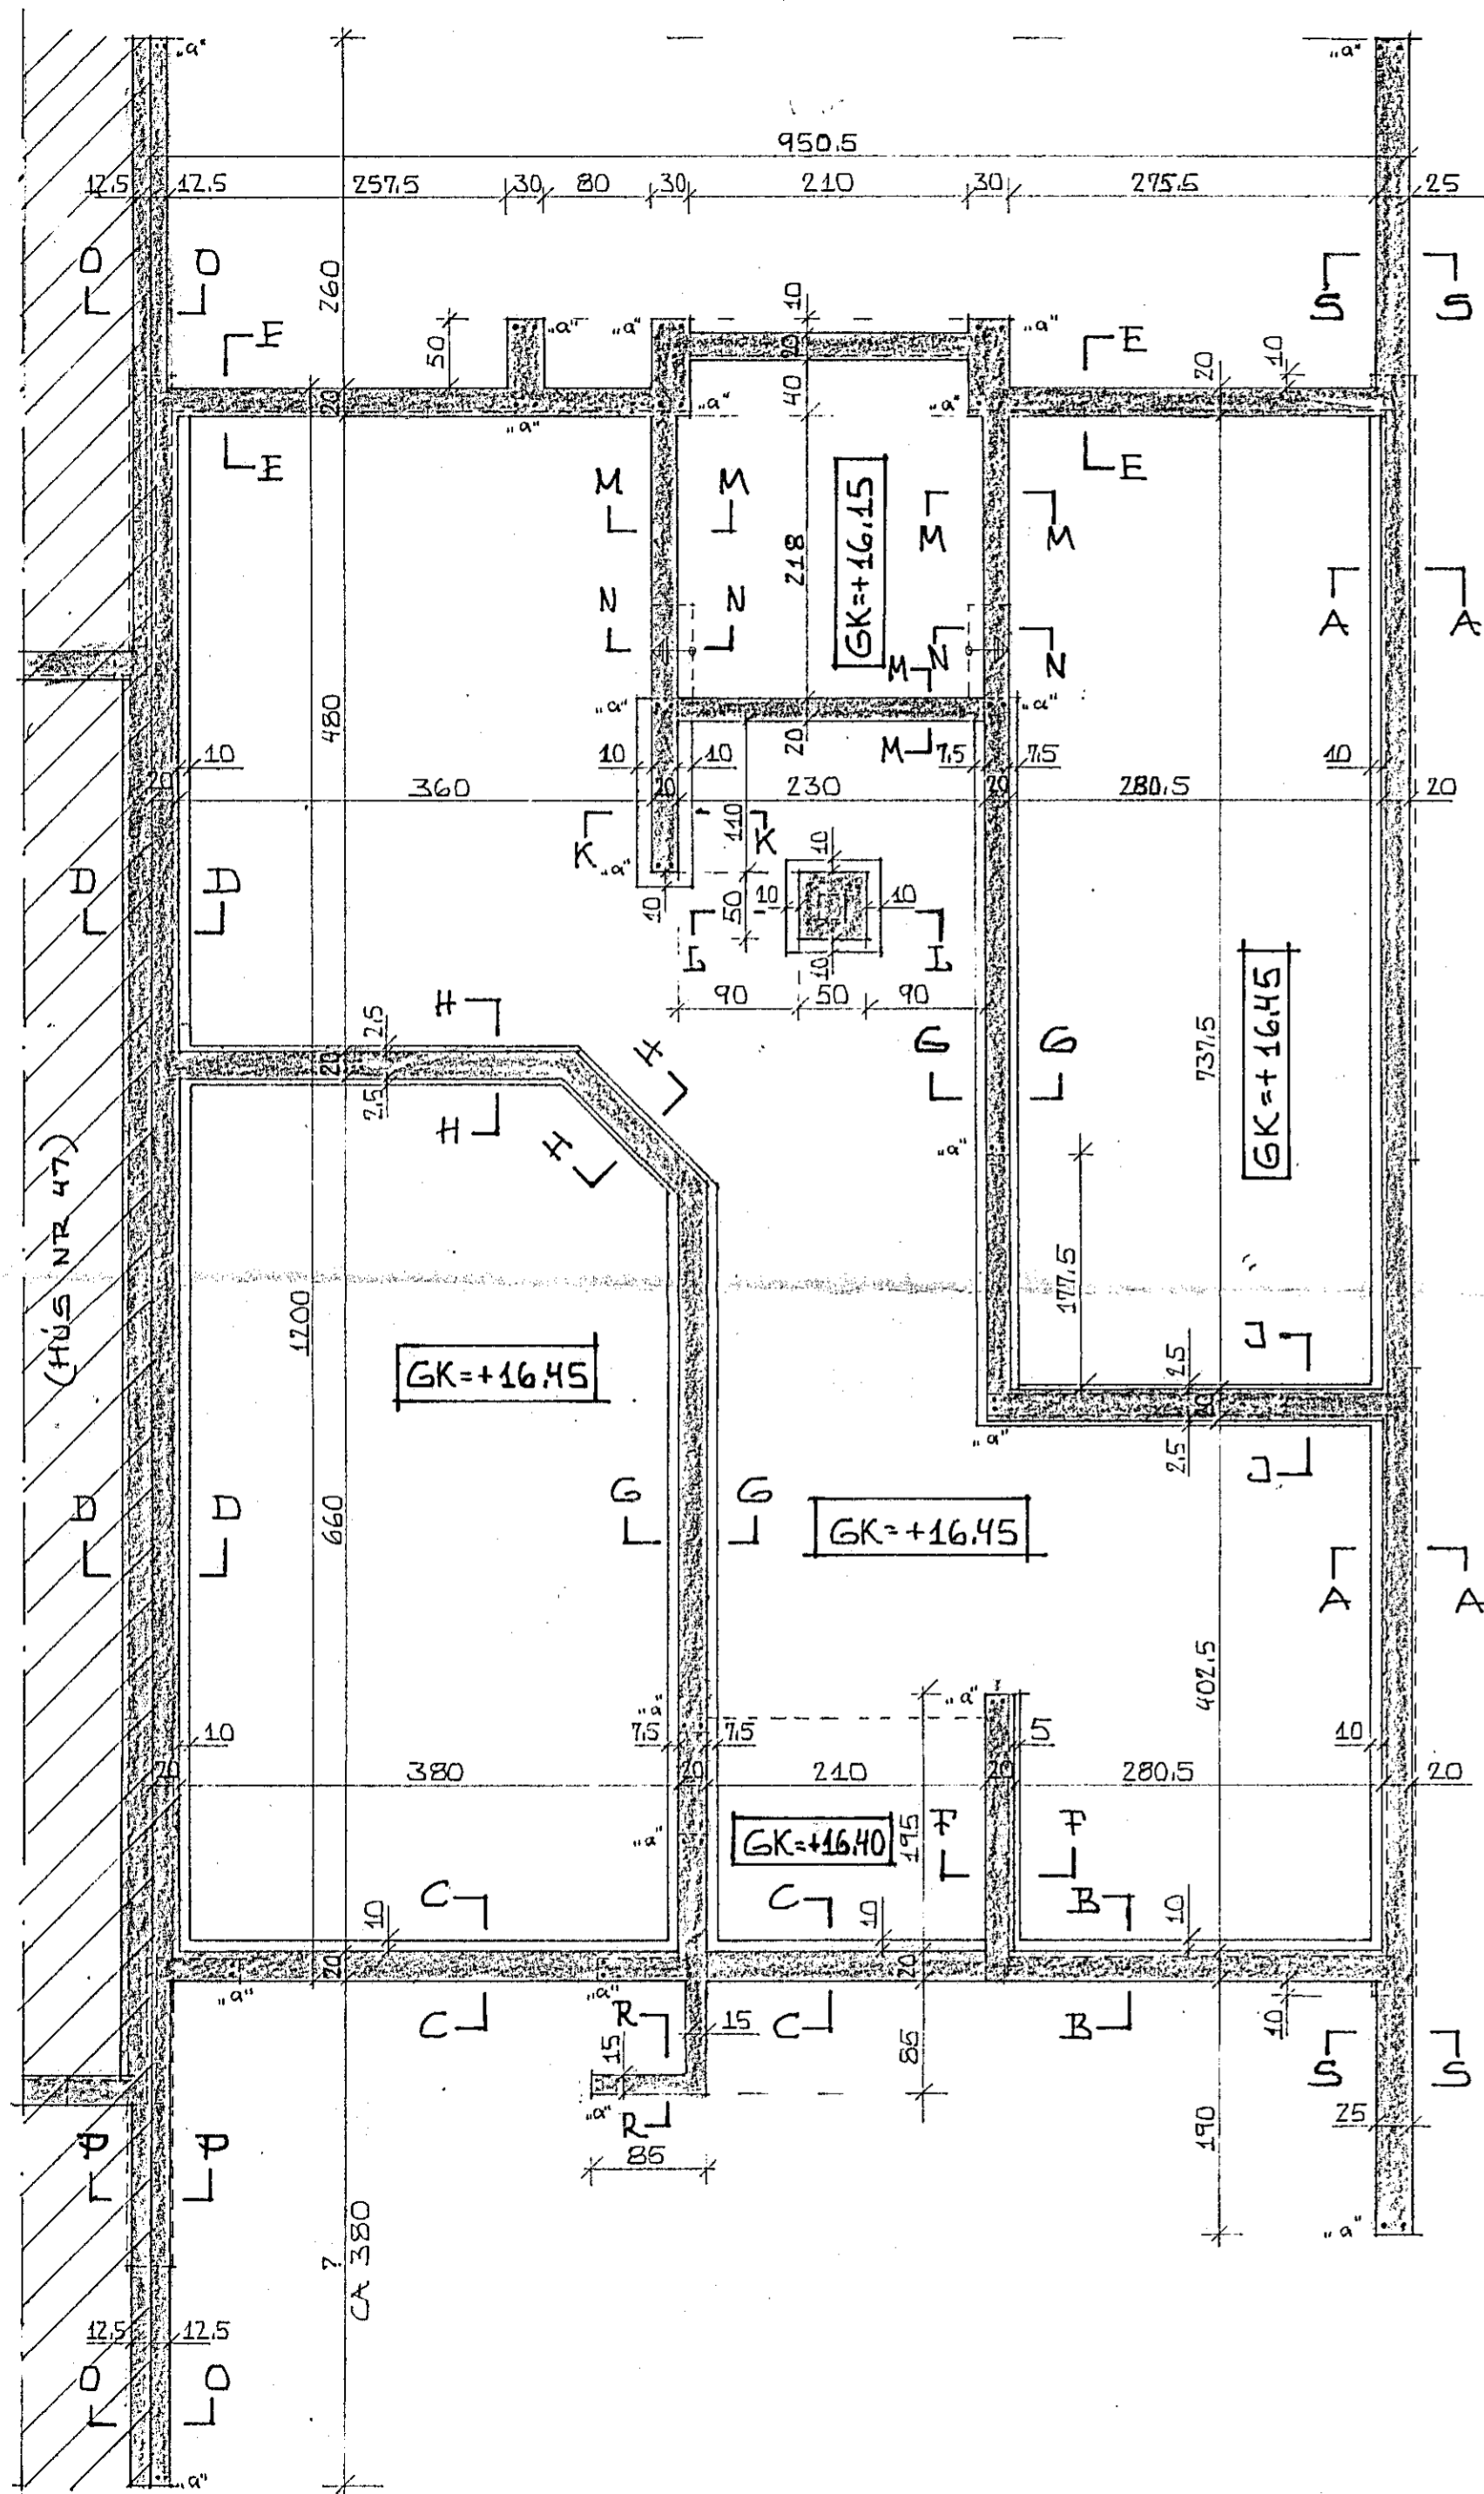 „a" „a"
950.5
12.5 12.5 257.5 30 80 30 210 30 275.5 25
O O S S
260 10
E „a" „a" „a" E
50 20 20 10
20 40
„a" „a"
„a"
E E
M M M M
GK=+16.15
218
A A
N N N N
M
480
„a" „a"
20 M
10 10 10 7.5 7.5 10
20 360 20 230 20 280.5 20
110
K K
„a" 10
D D
10 10
10 50
L L
10
90 50 90
GK=+16.45
H 2.5
20 H G G
2.5 737.5
H H
„a"
(HÚS NR 47)
177.5
1200
GK=+16.45
J
2.5
20
„a" 2.5 J
G G
D D 660 GK=+16.45
A A
402.5
„a" „a"
10 7.5 7.5 5 10
20 380 20 210 20 280.5 20
GK=+16.40 195 F F
„a"
C C B
10 10 10
20 20
„a" „a"
C R 15 C B 10
15 85 S S
„a"
R 190 25
P P 85
„a"
?
CA 380
12.5 12.5
O O
„a"